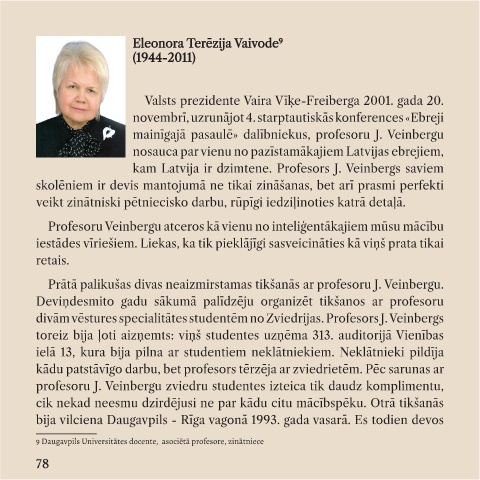 Eleonora Terēzija Vaivode⁹
(1944-2011)
Valsts prezidente Vaira Vīķe-Freiberga 2001. gada 20.
novembrī, uzrunājot 4. starptautiskās konferences «Ebreji
mainīgajā pasaulē» dalībniekus, profesoru J. Veinbergu
nosauca par vienu no pazīstamākajiem Latvijas ebrejiem,
kam Latvija ir dzimtene. Profesors J. Veinbergs saviem
skolēniem ir devis mantojumā ne tikai zināšanas, bet arī prasmi perfekti
veikt zinātniski pētniecisko darbu, rūpīgi iedziļinoties katrā detaļā.
Profesoru Veinbergu atceros kā vienu no inteliģentākajiem mūsu mācību
iestādes vīriešiem. Liekas, ka tik pieklājīgi sasveicināties kā viņš prata tikai
retais.
Prātā palikušas divas neaizmirstamas tikšanās ar profesoru J. Veinbergu.
Deviņdesmito gadu sākumā palīdzēju organizēt tikšanos ar profesoru
divām vēstures specialitātes studentēm no Zviedrijas. Profesors J. Veinbergs
toreiz bija ļoti aizņemts: viņš studentes uzņēma 313. auditorijā Vienības
ielā 13, kura bija pilna ar studentiem neklātniekiem. Neklātnieki pildīja
kādu patstāvīgo darbu, bet profesors tērzēja ar zviedrietēm. Pēc sarunas ar
profesoru J. Veinbergu zviedru studentes izteica tik daudz komplimentu,
cik nekad neesmu dzirdējusi ne par kādu citu mācībspēku. Otrā tikšanās
bija vilciena Daugavpils - Rīga vagonā 1993. gada vasarā. Es todien devos
9 Daugavpils Universitātes docente, asociētā profesore, zinātniece
78